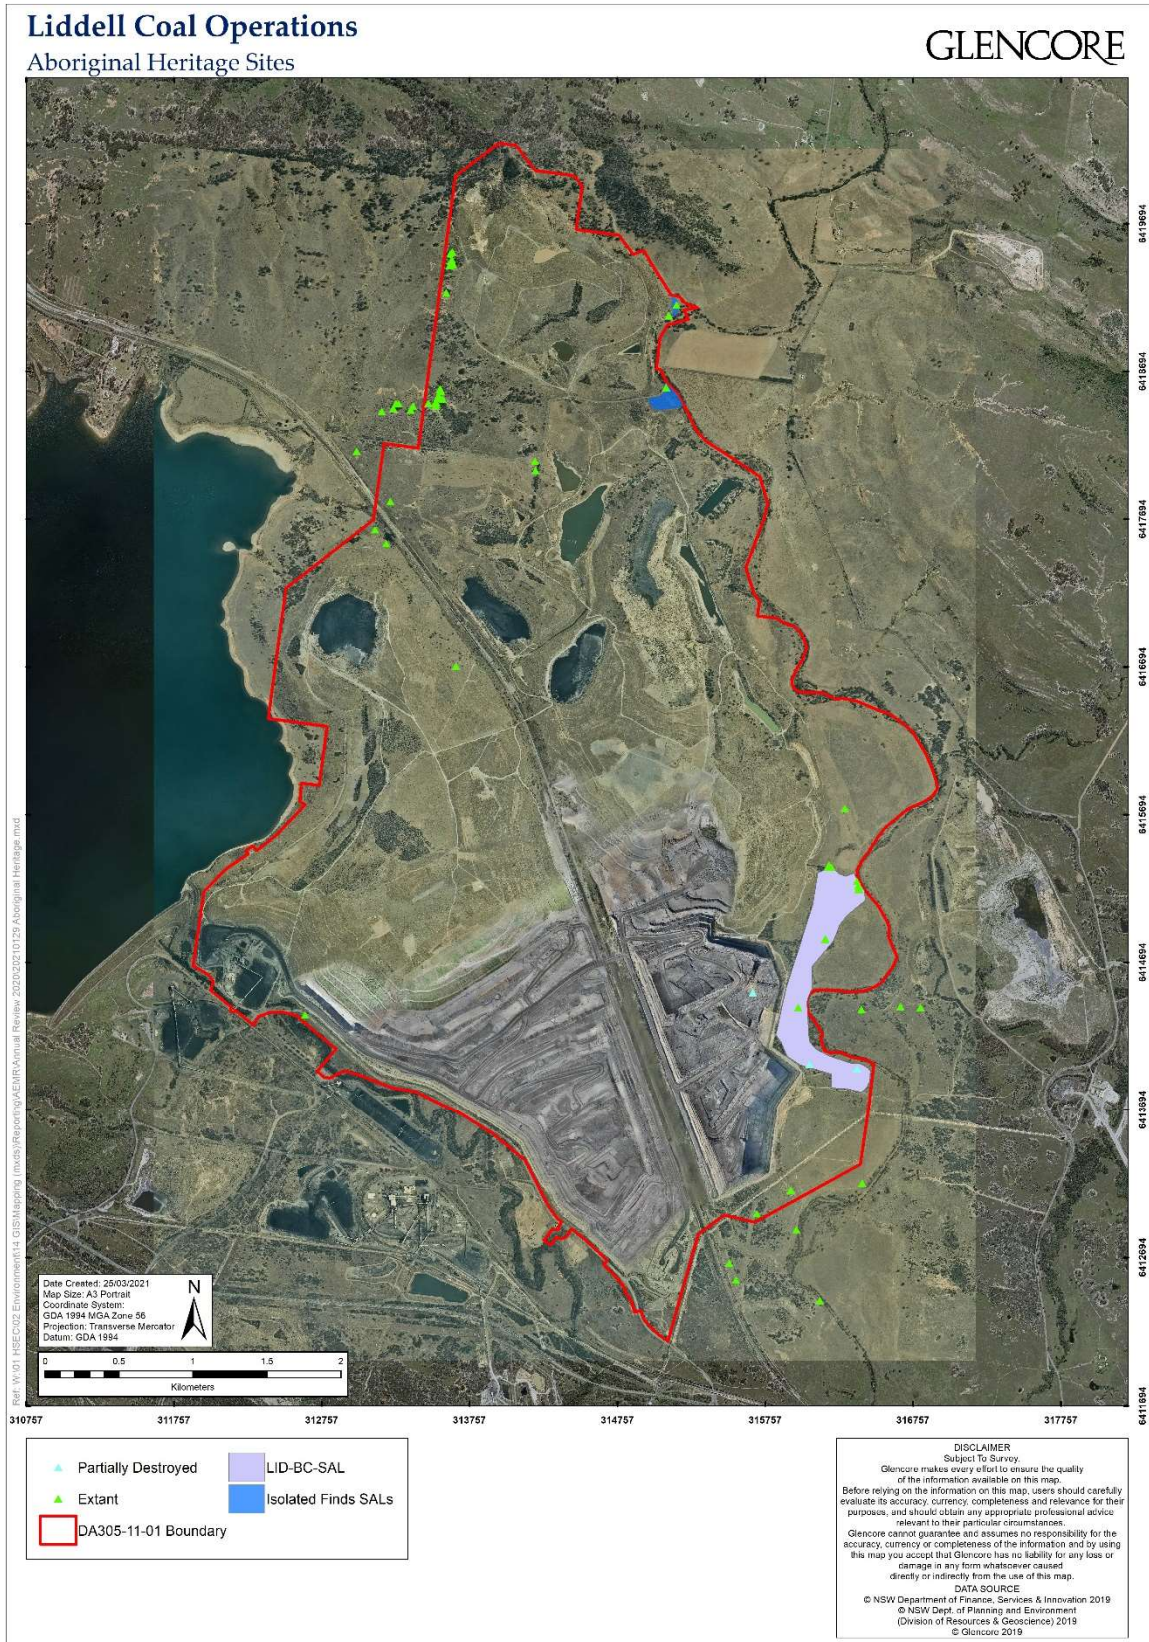 Liddell Coal Operations
Aboriginal Heritage Sites
GLENCORE
6419694
6418694
6417694
6416694
6415694
6414694
6413694
6412694
6411694
Date Created: 25/03/2021
Map Size: A3 Portrait
Coordinate System:
GDA 1994 MGA Zone 56
Projection: Transverse Mercator
Datum: GDA 1994
N
0 0.5 1 1.5 2
Kilometers
310757 311757 312757 313757 314757 315757 316757 317757
Partially Destroyed
Extant
DA305-11-01 Boundary
LID-BC-SAL
Isolated Finds SALs
DISCLAIMER
Subject To Survey.
Glencore makes every effort to ensure the quality
of the information available on this map.
Before relying on the information on this map, users should carefully
evaluate its accuracy, currency, completeness and relevance for their
purposes, and should obtain any appropriate professional advice
relevant to their particular circumstances.
Glencore cannot guarantee and assumes no responsibility for the
accuracy, currency or completeness of the information and by using
this map you accept that Glencore has no liability for any loss or
damage in any form whatsoever caused
directly or indirectly from the use of this map.
DATA SOURCE
© NSW Department of Finance, Services & Innovation 2019
© NSW Dept. of Planning and Environment
(Division of Resources & Geoscience) 2019
© Glencore 2019